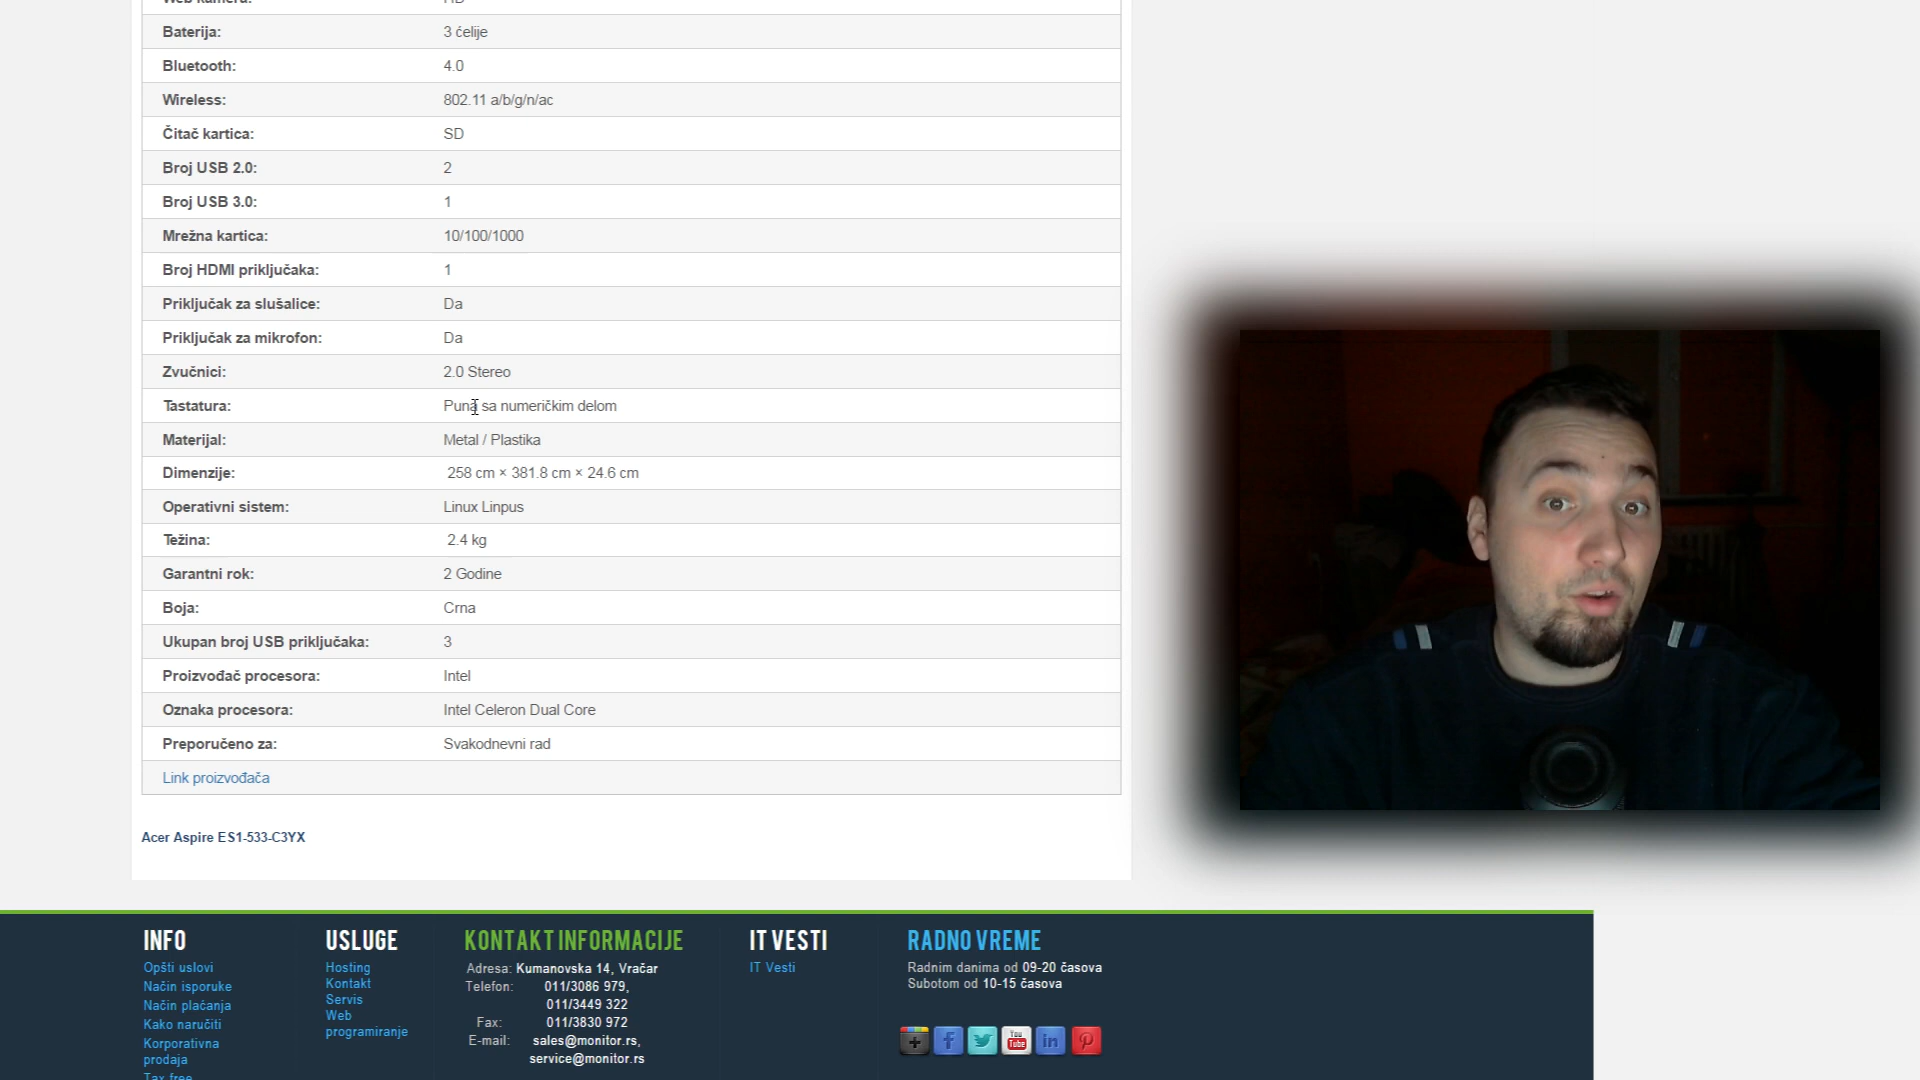 Baterija: 3 ćelije
Bluetooth: 4.0
Wireless: 802.11 a/b/g/n/ac
Čitač kartica: SD
Broj USB 2.0: 2
Broj USB 3.0: 1
Mrežna kartica: 10/100/1000
Broj HDMI priključaka: 1
Priključak za slušalice: Da
Priključak za mikrofon: Da
Zvučnici: 2.0 Stereo
Tastatura: Puna sa numeričkim delom
Materijal: Metal / Plastika
Dimenzije: 258 cm × 381.8 cm × 24.6 cm
Operativni sistem: Linux Linpus
Težina: 2.4 kg
Garantni rok: 2 Godine
Boja: Crna
Ukupan broj USB priključaka: 3
Proizvođač procesora: Intel
Oznaka procesora: Intel Celeron Dual Core
Preporučeno za: Svakodnevni rad
Link proizvođača
Acer Aspire ES1-533-C3YX
INFO
Opšti uslovi
Način isporuke
Način plaćanja
Kako naručiti
Korporativna
prodaja
Tax free
USLUGE
Hosting
Kontakt
Servis
Web
programiranje
KONTAKT INFORMACIJE
Adresa: Kumanovska 14, Vračar
Telefon: 011/3086 979,
011/3449 322
Fax: 011/3830 972
E-mail: sales@monitor.rs,
service@monitor.rs
IT VESTI
IT Vesti
RADNO VREME
Radnim danima od 09-20 časova
Subotom od 10-15 časova
You
Tube
in